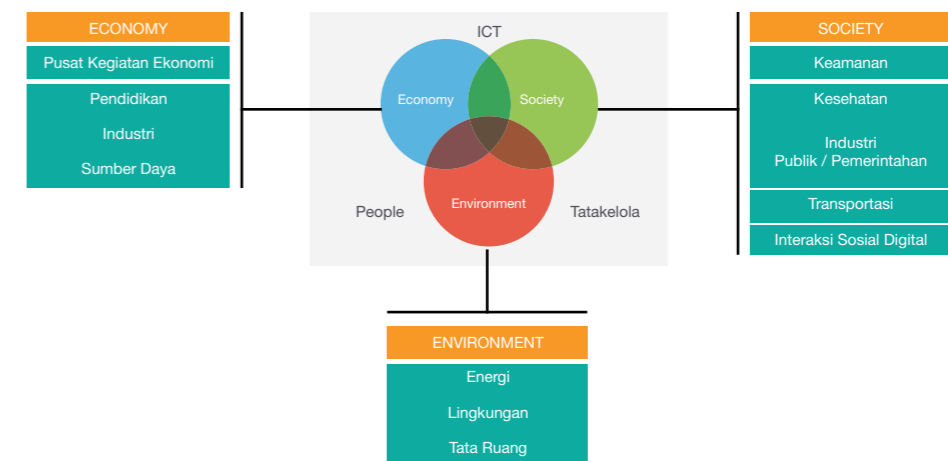 ECONOMY
Pusat Kegiatan Ekonomi
Pendidikan
Industri
Sumber Daya
ICT
Economy
Society
Environment
People
Tatakelola
SOCIETY
Keamanan
Kesehatan
Industri
Publik / Pemerintahan
Transportasi
Interaksi Sosial Digital
ENVIRONMENT
Energi
Lingkungan
Tata Ruang